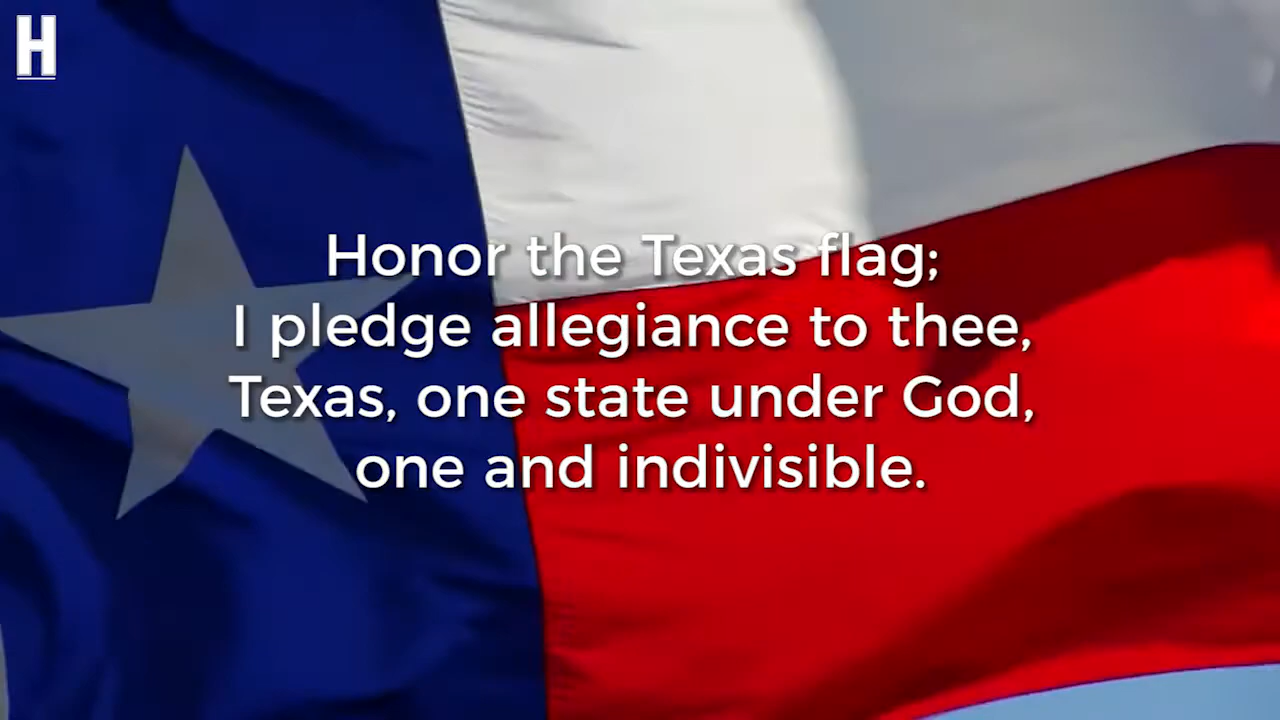 H
Honor the Texas flag;
I pledge allegiance to thee,
Texas, one state under God,
one and indivisible.